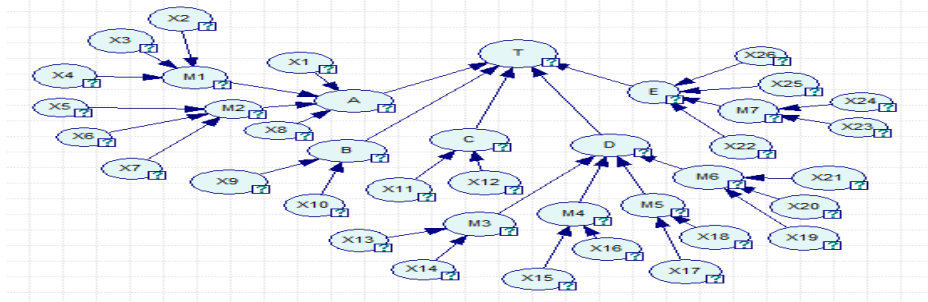 X2
?
X3
?
X1
?
T
?
X4
?
M1
?
X26
?
X25
?
E
?
X5
?
M2
?
A
?
M7
?
X24
?
X6
?
X8
?
X23
?
X7
?
B
?
C
?
D
?
X22
?
X9
?
X11
?
X12
?
M6
?
X21
?
X10
?
M3
?
M4
?
M5
?
X20
?
X13
?
X16
?
X18
?
X19
?
X14
?
X15
?
X17
?